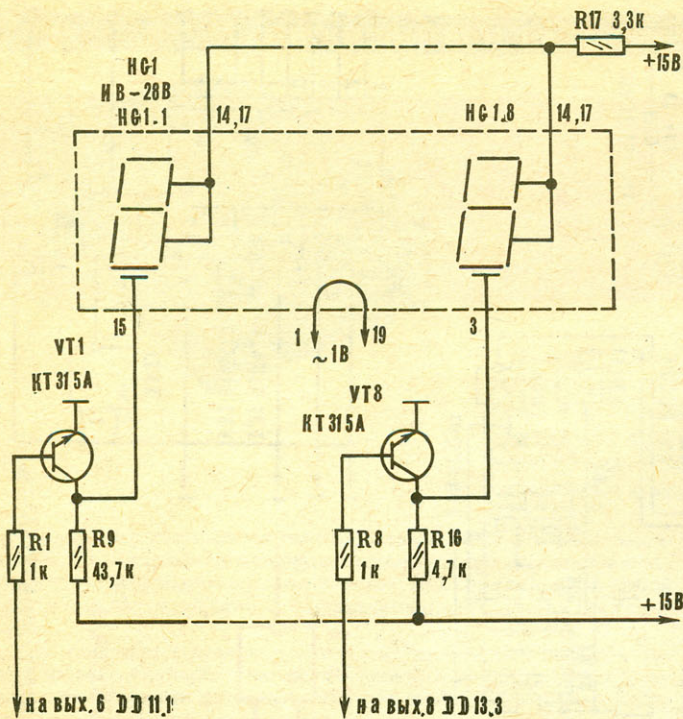 R17 3,3к
+15В
HG1
ИВ-28В
HG1.1
14,17
HG1.8
14,17
15
1
19
~1В
3
VT1
КТ315А
VT8
КТ315А
R1
1к
R9
43,7к
R8
1к
R16
4,7к
+15В
на вых. 6 DD11.1
на вых. 8 DD13.3